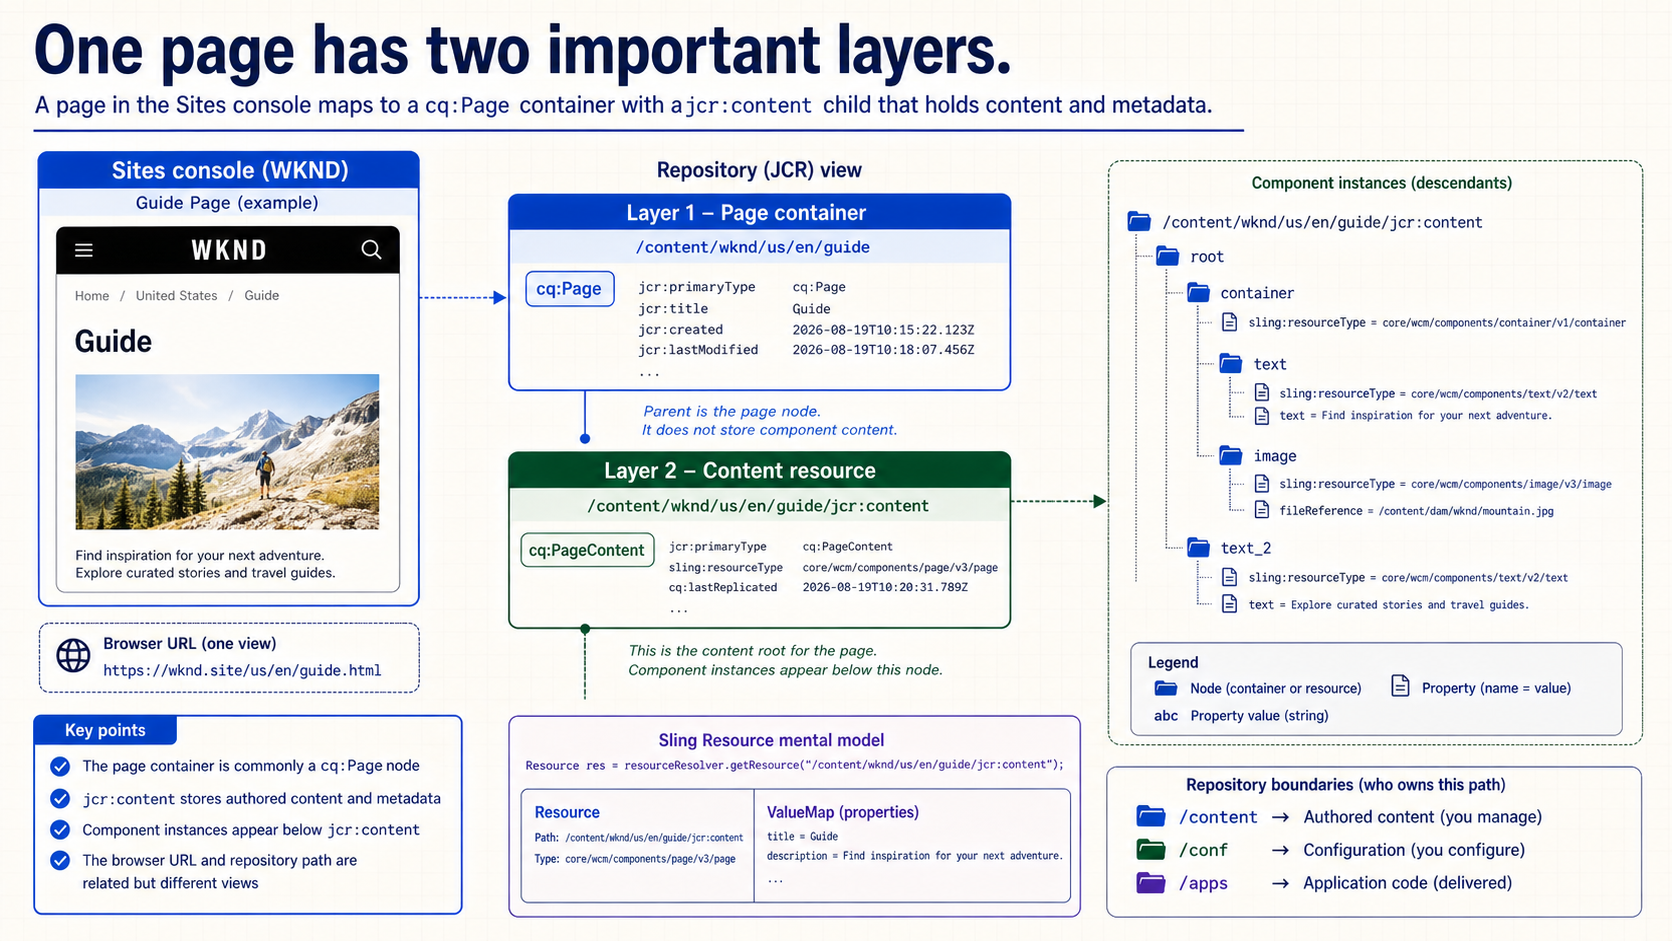 One page has two important layers.
A page in the Sites console maps to a cq:Page container with a jcr:content child that holds content and metadata.
Sites console (WKND)
Guide Page (example)
WKND
Home / United States / Guide
Guide
Find inspiration for your next adventure.
Explore curated stories and travel guides.
Browser URL (one view)
https://wknd.site/us/en/guide.html
Key points
The page container is commonly a cq:Page node
jcr:content stores authored content and metadata
Component instances appear below jcr:content
The browser URL and repository path are
related but different views
Repository (JCR) view
Layer 1 – Page container
/content/wknd/us/en/guide
cq:Page
jcr:primaryType cq:Page
jcr:title Guide
jcr:created 2026-08-19T10:15:22.123Z
jcr:lastModified 2026-08-19T10:18:07.456Z
...
Parent is the page node.
It does not store component content.
Layer 2 – Content resource
/content/wknd/us/en/guide/jcr:content
cq:PageContent
jcr:primaryType cq:PageContent
sling:resourceType core/wcm/components/page/v3/page
cq:lastReplicated 2026-08-19T10:20:31.789Z
...
This is the content root for the page.
Component instances appear below this node.
Sling Resource mental model
Resource res = resourceResolver.getResource("/content/wknd/us/en/guide/jcr:content");
Resource
Path: /content/wknd/us/en/guide/jcr:content
Type: core/wcm/components/page/v3/page
ValueMap (properties)
title = Guide
description = Find inspiration for your next adventure.
...
Component instances (descendants)
/content/wknd/us/en/guide/jcr:content
root
container
sling:resourceType = core/wcm/components/container/v1/container
text
sling:resourceType = core/wcm/components/text/v2/text
text = Find inspiration for your next adventure.
image
sling:resourceType = core/wcm/components/image/v3/image
fileReference = /content/dam/wknd/mountain.jpg
text_2
sling:resourceType = core/wcm/components/text/v2/text
text = Explore curated stories and travel guides.
Legend
Node (container or resource)
Property (name = value)
abc Property value (string)
Repository boundaries (who owns this path)
/content → Authored content (you manage)
/conf → Configuration (you configure)
/apps → Application code (delivered)